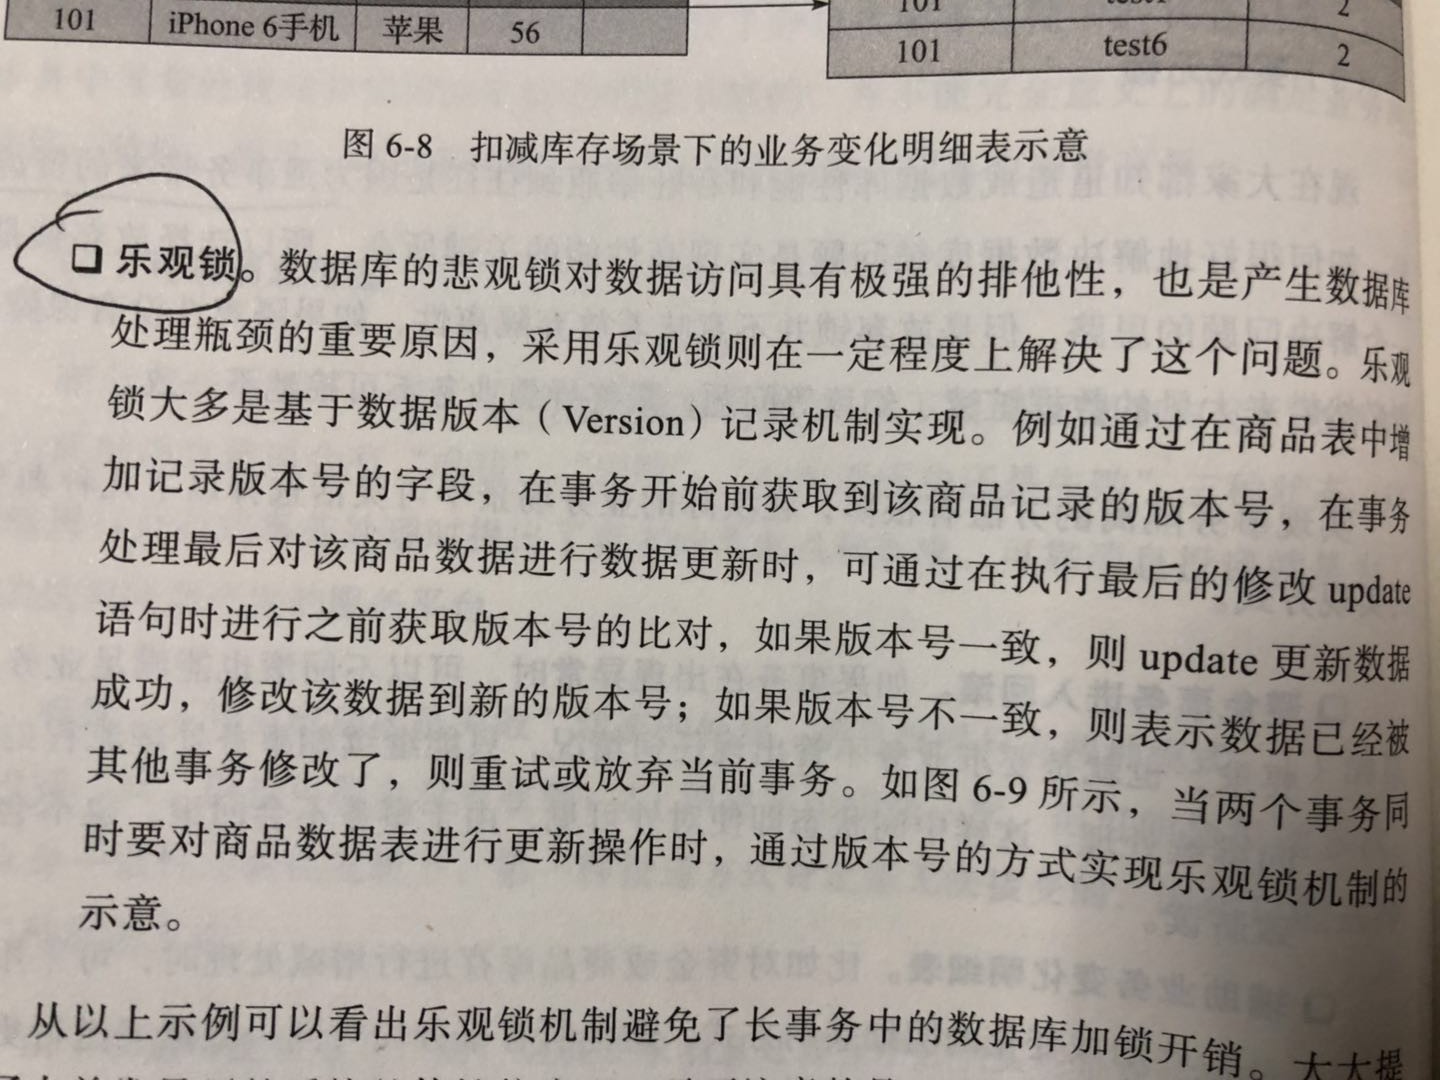 101 test1 2
101 iPhone 6手机 苹果 56
101 test6 2
图 6-8 扣减库存场景下的业务变化明细表示意
❑ 乐观锁。数据库的悲观锁对数据访问具有极强的排他性，也是产生数据库
处理瓶颈的重要原因，采用乐观锁则在一定程度上解决了这个问题。乐观
锁大多是基于数据版本（Version）记录机制实现。例如通过在商品表中增
加记录版本号的字段，在事务开始前获取到该商品记录的版本号，在事务
处理最后对该商品数据进行数据更新时，可通过在执行最后的修改 update
语句时进行之前获取版本号的比对，如果版本号一致，则 update 更新数据
成功，修改该数据到新的版本号；如果版本号不一致，则表示数据已经被
其他事务修改了，则重试或放弃当前事务。如图 6-9 所示，当两个事务同
时要对商品数据表进行更新操作时，通过版本号的方式实现乐观锁机制的
示意。
从以上示例可以看出乐观锁机制避免了长事务中的数据库加锁开销。大大提